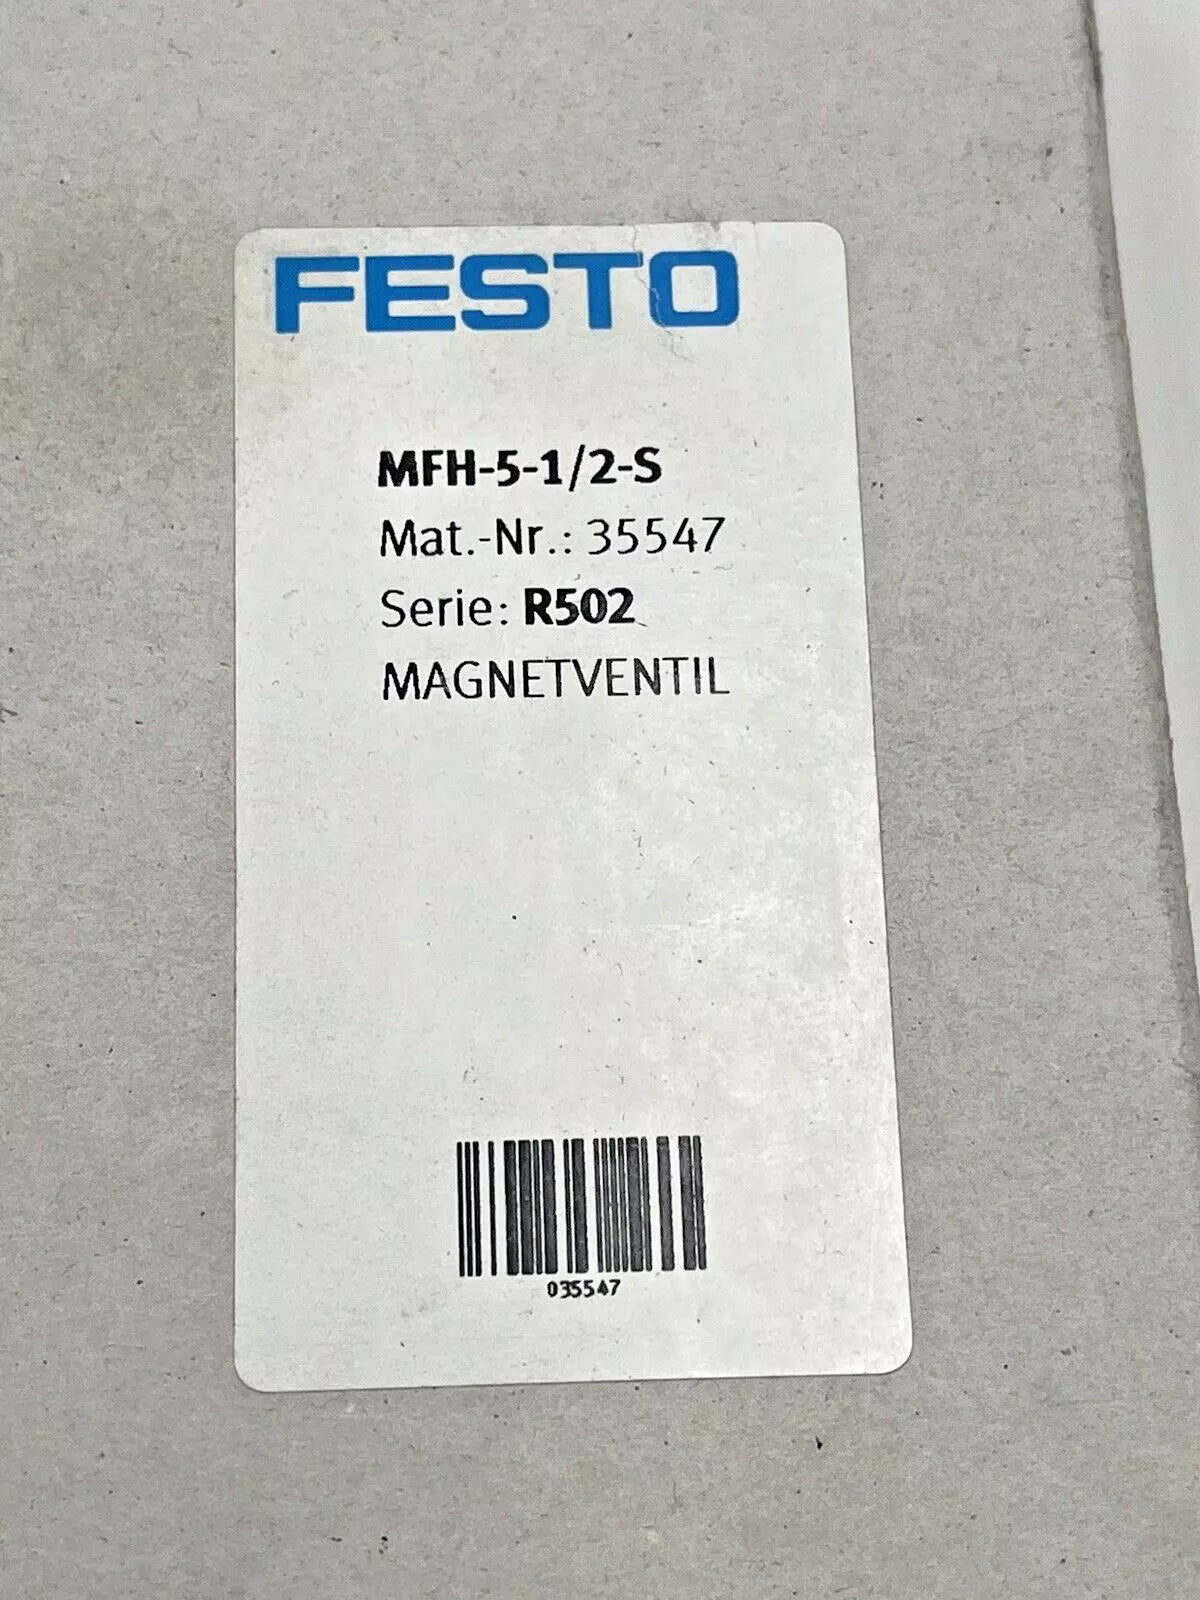 FESTO
MFH-5-1/2-S
Mat.-Nr.: 35547
Serie: R502
MAGNETVENTIL
035547